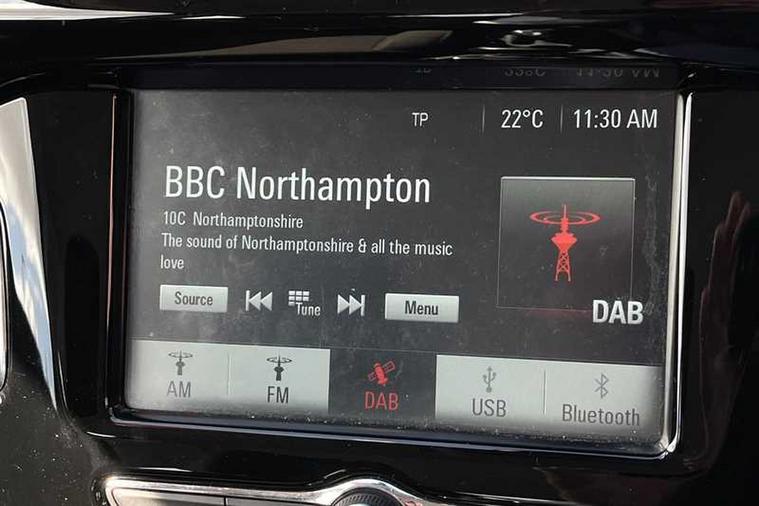 TP 22°C 11:30 AM
BBC Northampton
10C Northamptonshire
The sound of Northamptonshire & all the music
love
Source Tune Menu
DAB
AM FM DAB USB Bluetooth